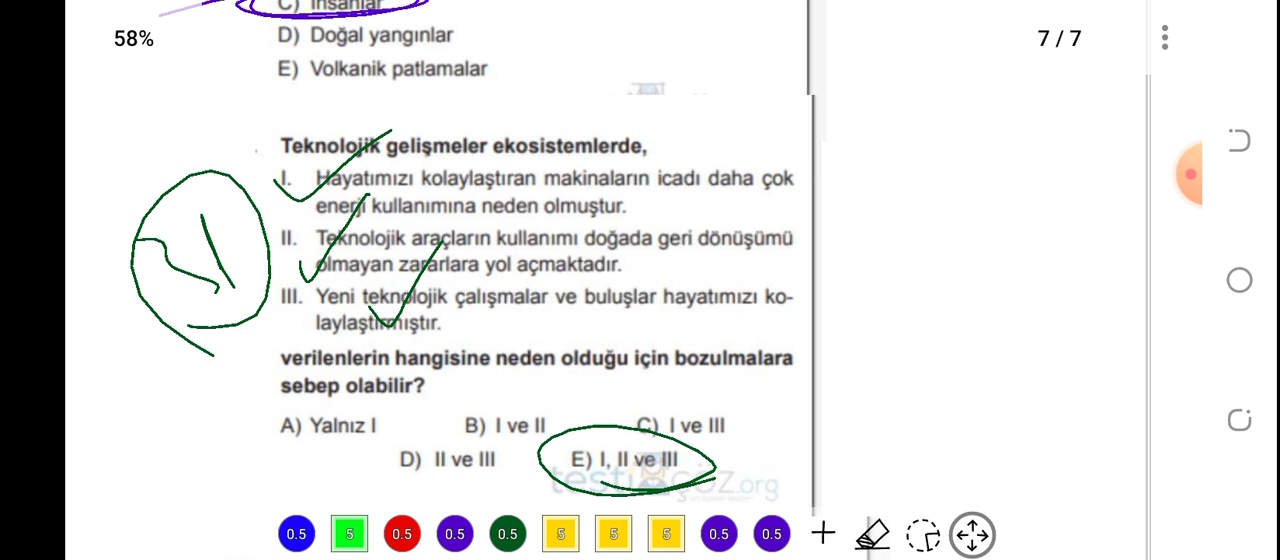 C) İnsanlar
58%
7 / 7
D) Doğal yangınlar
E) Volkanik patlamalar
Teknolojik gelişmeler ekosistemlerde,
I. Hayatımızı kolaylaştıran makinaların icadı daha çok
enerji kullanımına neden olmuştur.
II. Teknolojik araçların kullanımı doğada geri dönüşümü
olmayan zararlara yol açmaktadır.
III. Yeni teknolojik çalışmalar ve buluşlar hayatımızı ko-
laylaştırmıştır.
verilenlerin hangisine neden olduğu için bozulmalara
sebep olabilir?
A) Yalnız I B) I ve II C) I ve III
D) II ve III E) I, II ve III
testçöz.org
0.5 5 0.5 0.5 0.5 5 5 5 0.5 0.5